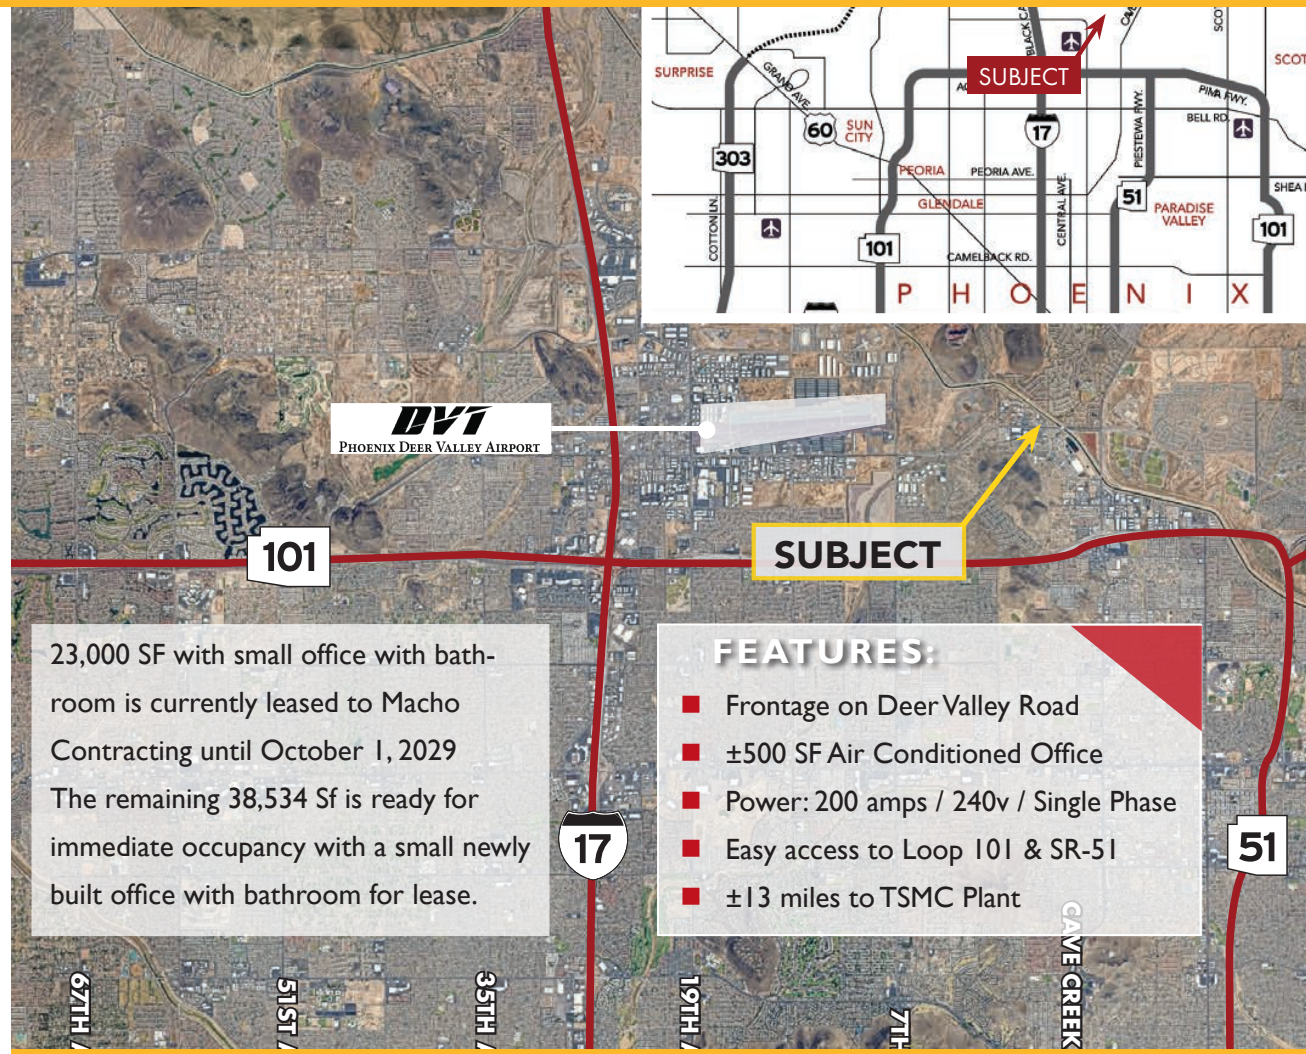 SURPRISE
GRAND AVE.
60
SUN
CITY
303
COTTON LN.
PEORIA
PEORIA AVE.
GLENDALE
101
CAMELBACK RD.
CENTRAL AVE.
17
SUBJECT
PIESTEWA FWY.
PIMA FWY.
BELL RD.
51
PARADISE
VALLEY
101
PHOENIX
DVT
PHOENIX DEER VALLEY AIRPORT
101
SUBJECT
23,000 SF with small office with bath-
room is currently leased to Macho
Contracting until October 1, 2029
The remaining 38,534 Sf is ready for
immediate occupancy with a small newly
built office with bathroom for lease.
FEATURES:
Frontage on Deer Valley Road
±500 SF Air Conditioned Office
Power: 200 amps / 240v / Single Phase
Easy access to Loop 101 & SR-51
±13 miles to TSMC Plant
17
51
67TH
51ST
35TH
19TH
7TH
CAVE CREEK